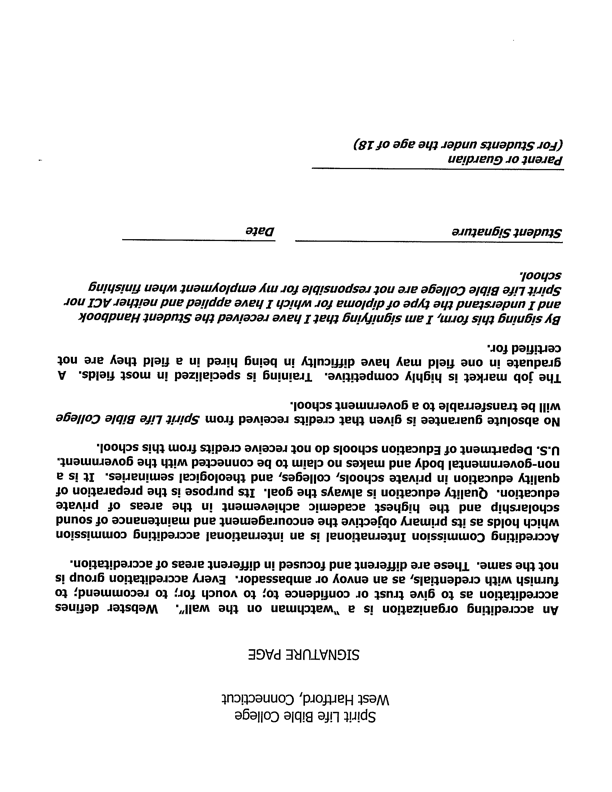 Spirit Life Bible College
West Hartford, Connecticut
SIGNATURE PAGE
An accrediting organization is a “watchman on the wall”. Webster defines
accreditation as to give trust or confidence to; to vouch for; to recommend; to
furnish with credentials, as an envoy or ambassador. Every accreditation group is
not the same. These are different and focused in different areas of accreditation.
Accrediting Commission International is an international accrediting commission
which holds as its primary objective the encouragement and maintenance of sound
scholarship and the highest academic achievement in the areas of private
education. Quality education is always the goal. Its purpose is the preparation of
quality education in private schools, colleges, and theological seminaries. It is a
non-governmental body and makes no claim to be connected with the government.
U.S. Department of Education schools do not receive credits from this school.
No absolute guarantee is given that credits received from Spirit Life Bible College
will be transferrable to a government school.
The job market is highly competitive. Training is specialized in most fields. A
graduate in one field may have difficulty in being hired in a field they are not
certified for.
By signing this form, I am signifying that I have received the Student Handbook
and I understand the type of diploma for which I have applied and neither ACI nor
Spirit Life Bible College are not responsible for my employment when finishing
school.
Student Signature Date
Parent or Guardian
(For Students under the age of 18)